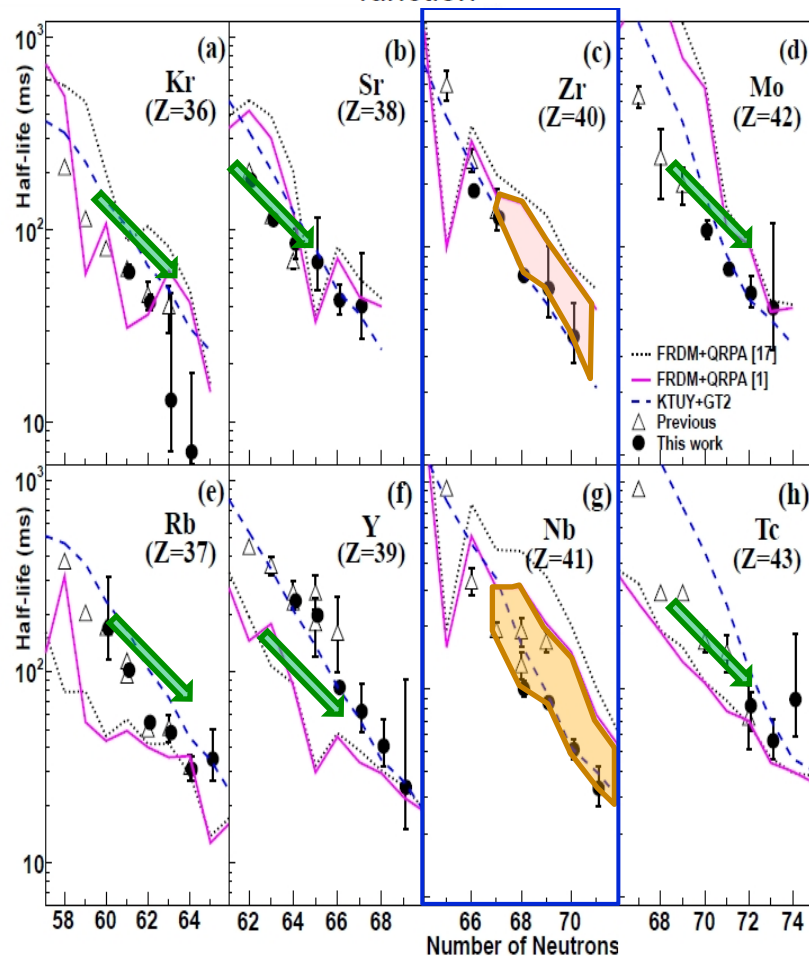 Half-life (ms)
10³
10²
10
(a)
Kr
(Z=36)
(b)
Sr
(Z=38)
(c)
Zr
(Z=40)
(d)
Mo
(Z=42)
FRDM+QRPA [17]
FRDM+QRPA [1]
KTUY+GT2
Previous
This work
Half-life (ms)
10³
10²
10
(e)
Rb
(Z=37)
(f)
Y
(Z=39)
(g)
Nb
(Z=41)
(h)
Tc
(Z=43)
58 60 62 64 62 64 66 68 66 68 70 68 70 72 74
Number of Neutrons